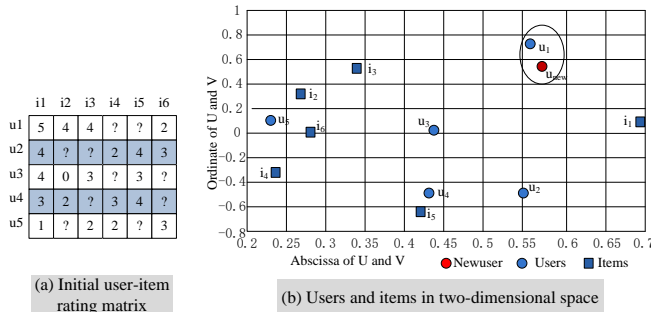 i1 i2 i3 i4 i5 i6
u1 5 4 4 ? ? 2
u2 4 ? ? 2 4 3
u3 4 0 3 ? 3 ?
u4 3 2 ? 3 4 ?
u5 1 ? 2 2 ? 3
(a) Initial user-item
rating matrix
Ordinate of U and V
1
0.8
0.6
0.4
0.2
0
-0.2
-0.4
-0.6
-0.8
u1
unew
i3
i2
u5
i6
u3
i1
i4
u4
u2
i5
0.2 0.25 0.3 0.35 0.4 0.45 0.5 0.55 0.6 0.65 0.7
Abscissa of U and V
Newuser Users Items
(b) Users and items in two-dimensional space